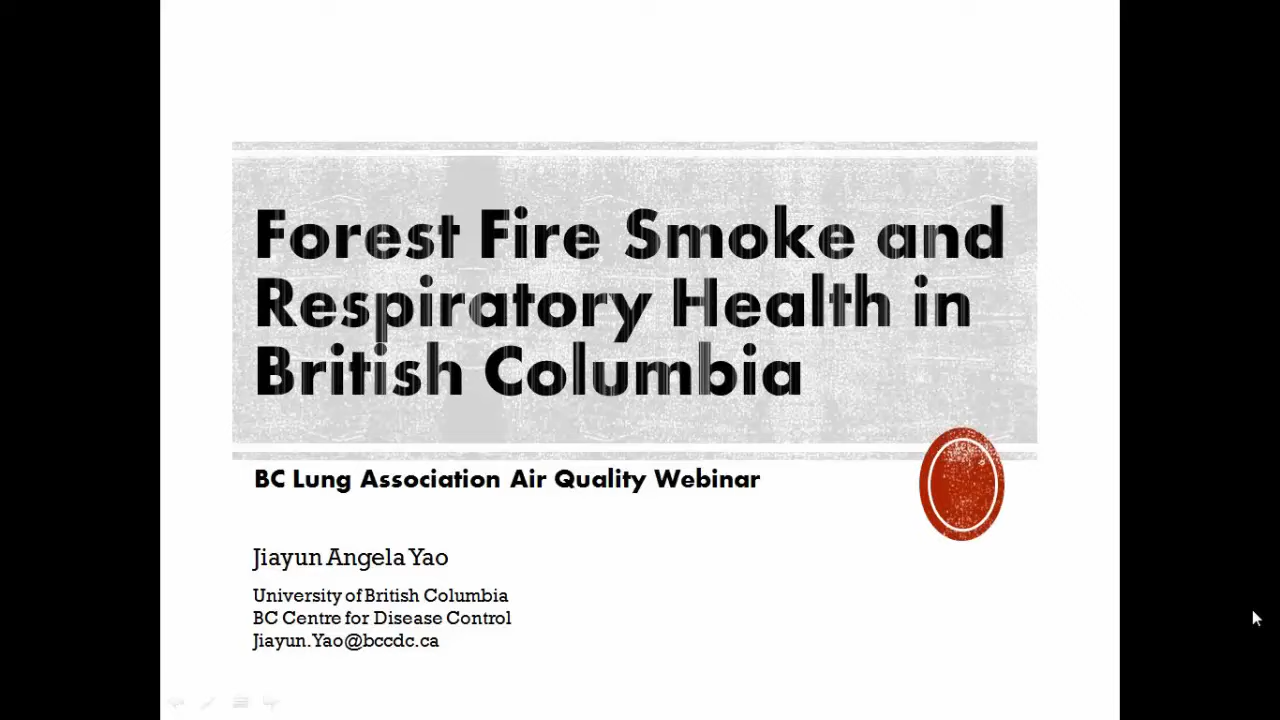 Forest Fire Smoke and
Respiratory Health in
British Columbia
BC Lung Association Air Quality Webinar
Jiayun Angela Yao
University of British Columbia
BC Centre for Disease Control
Jiayun.Yao@bccdc.ca